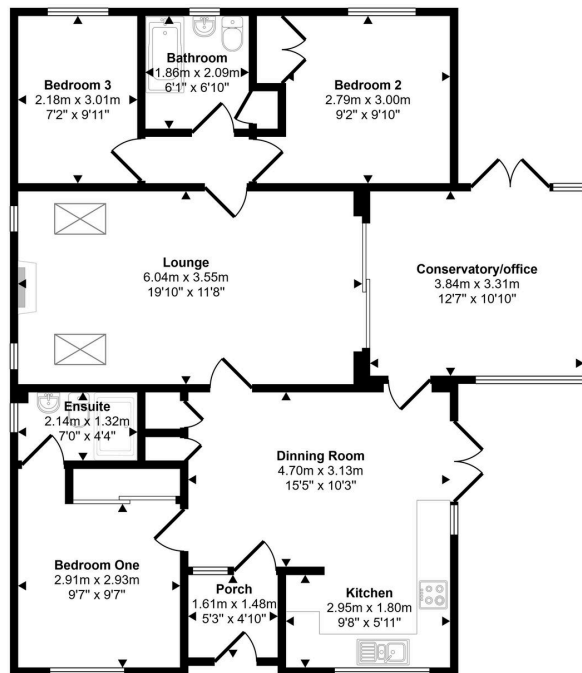 Bedroom 3
2.18m x 3.01m
7'2" x 9'11"
Bathroom
1.86m x 2.09m
6'1" x 6'10"
Bedroom 2
2.79m x 3.00m
9'2" x 9'10"
Lounge
6.04m x 3.55m
19'10" x 11'8"
Conservatory/office
3.84m x 3.31m
12'7" x 10'10"
Ensuite
2.14m x 1.32m
7'0" x 4'4"
Dinning Room
4.70m x 3.13m
15'5" x 10'3"
Bedroom One
2.91m x 2.93m
9'7" x 9'7"
Porch
1.61m x 1.48m
5'3" x 4'10"
Kitchen
2.95m x 1.80m
9'8" x 5'11"